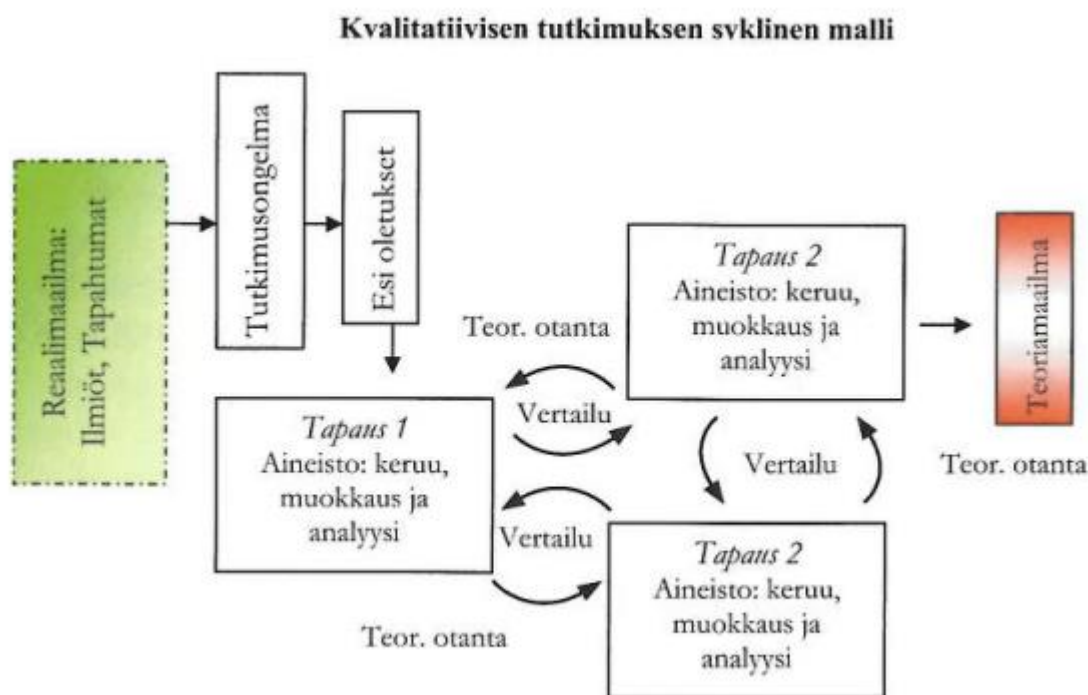 Kvalitatiivisen tutkimuksen svklinen malli
Reaalimaailma:
Ilmiöt, Tapahtumat
Tutkimusongelma
Esi oletukset
Teor. otanta
Tapaus 2
Aineisto: keruu,
muokkaus ja
analyysi
Teoriamaailma
Vertailu
Tapaus 1
Aineisto: keruu,
muokkaus ja
analyysi
Vertailu
Teor. otanta
Vertailu
Tapaus 2
Aineisto: keruu,
muokkaus ja
analyysi
Teor. otanta